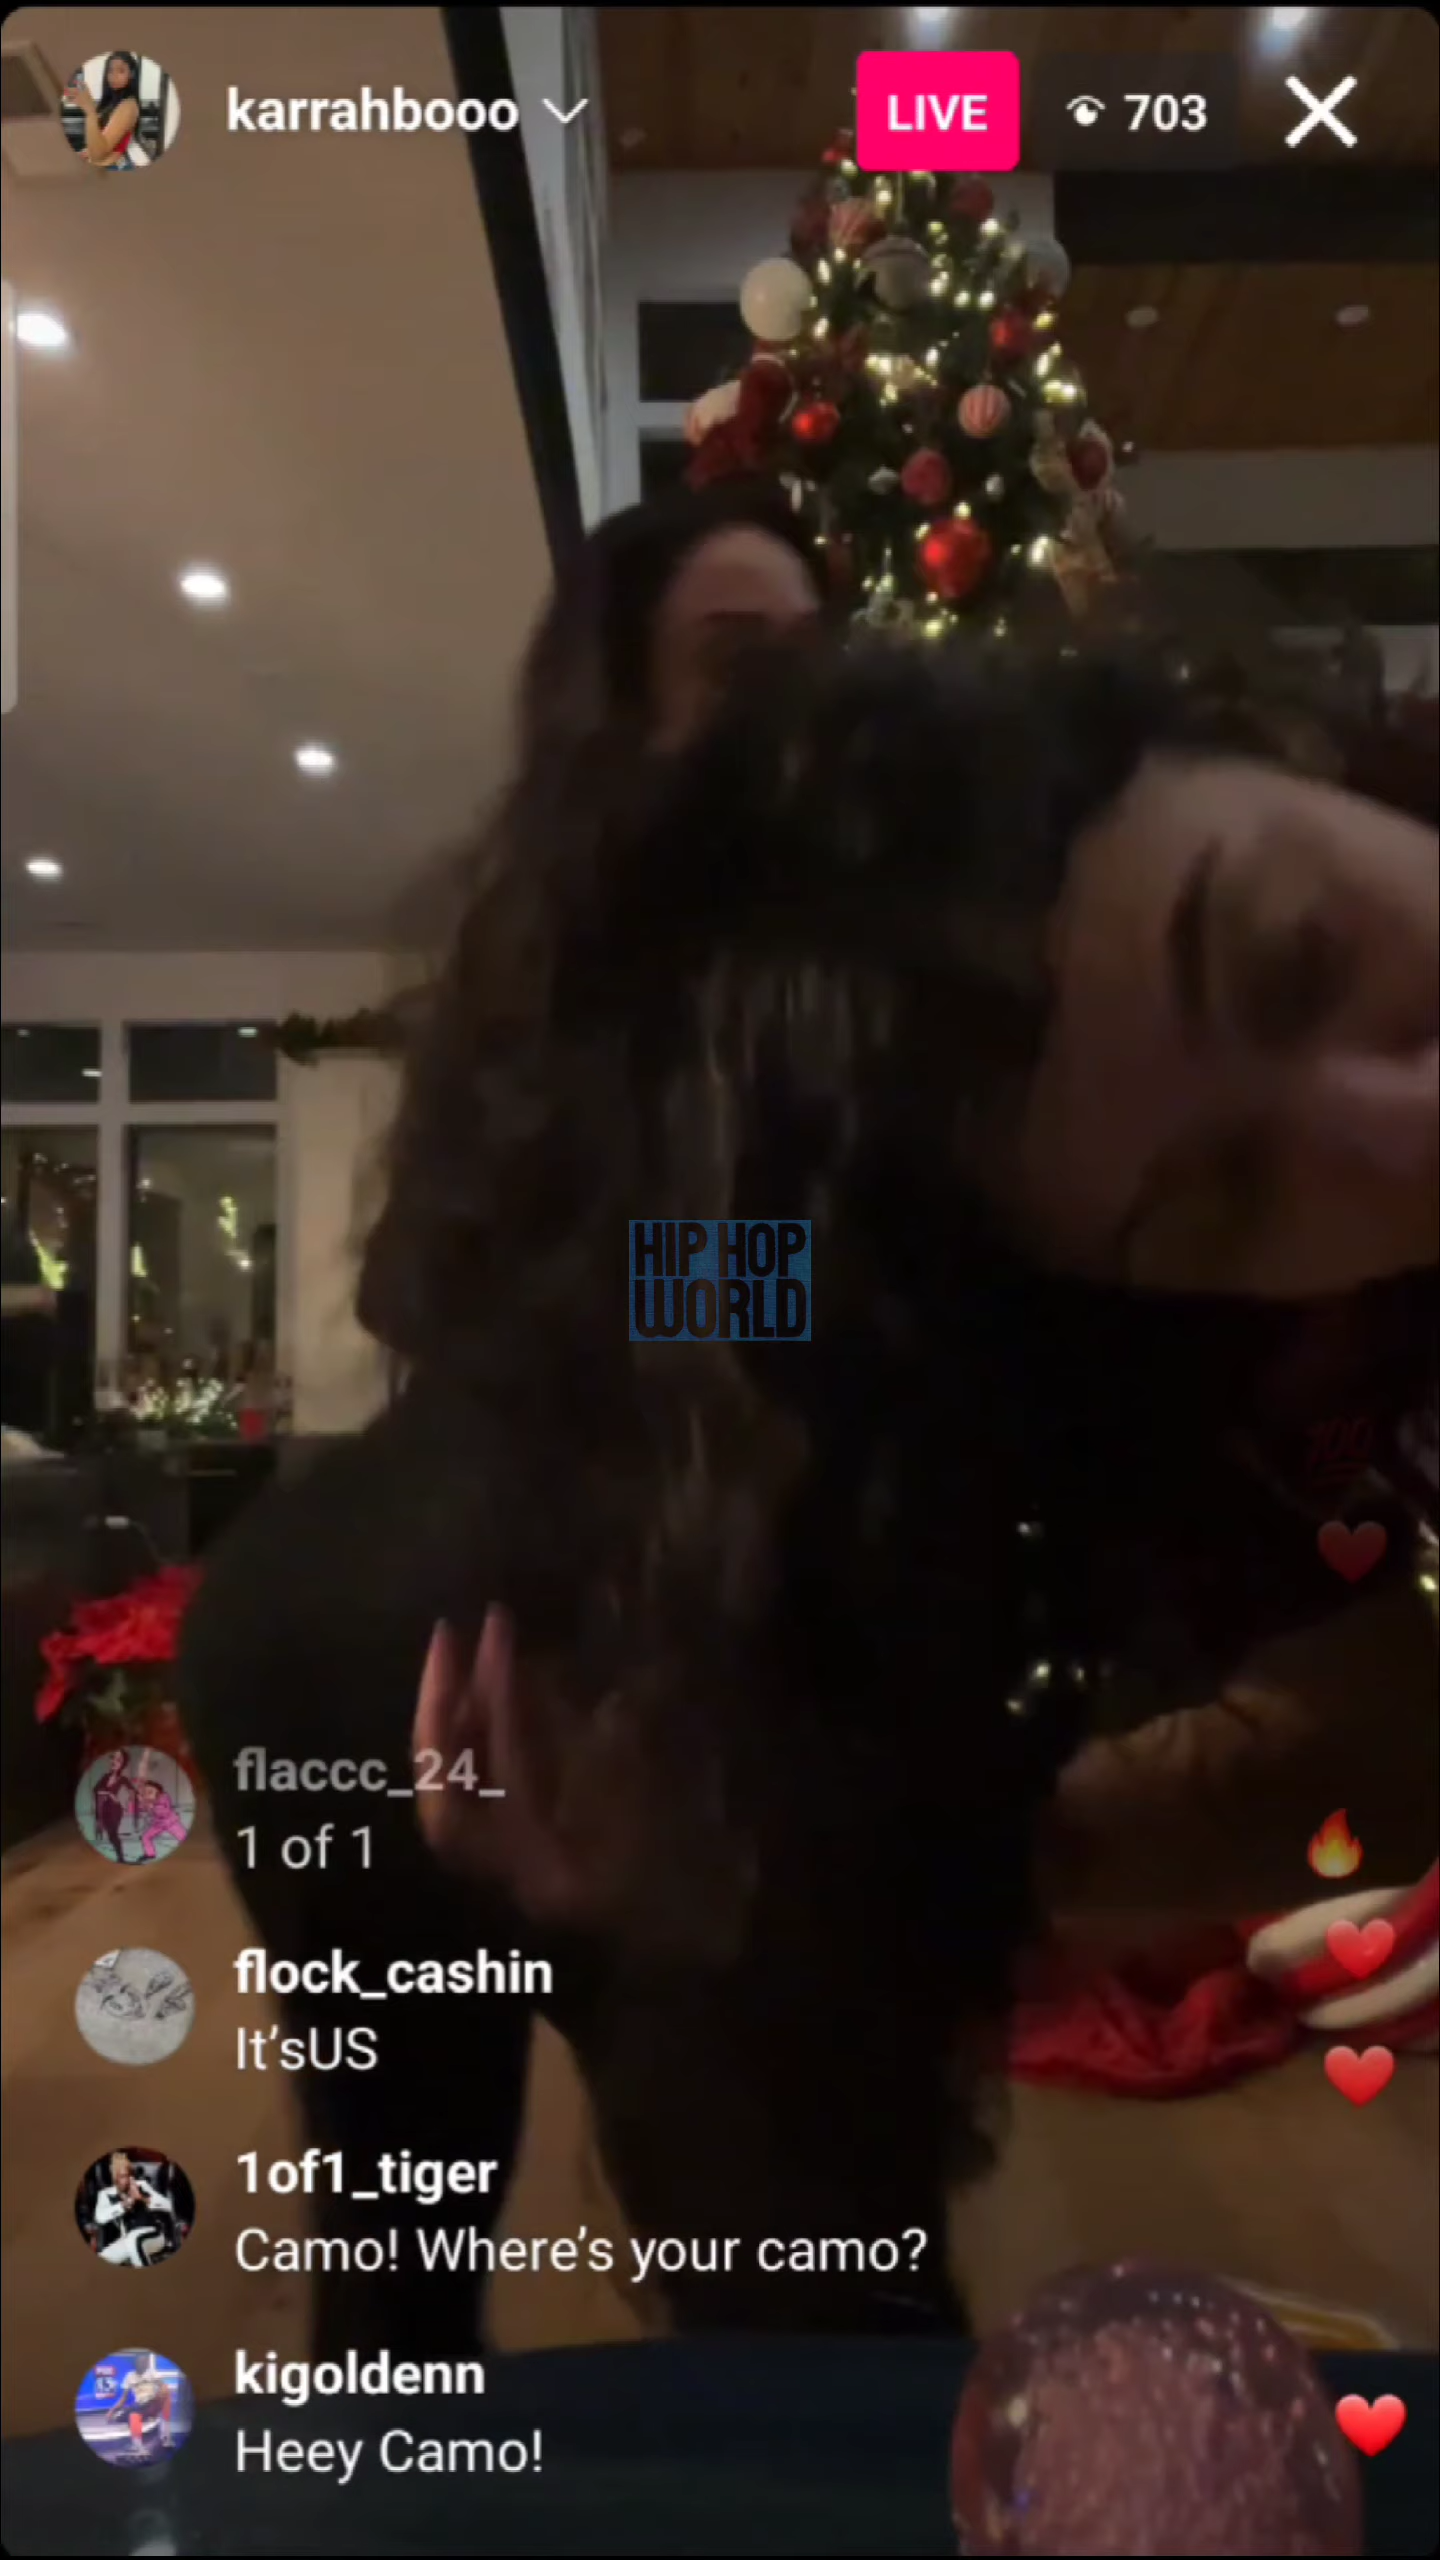 karrahbooo
LIVE
703
HIP HOP
WORLD
100
flaccc_24_
1 of 1
flock_cashin
It’sUS
1of1_tiger
Camo! Where’s your camo?
kigoldenn
Heey Camo!